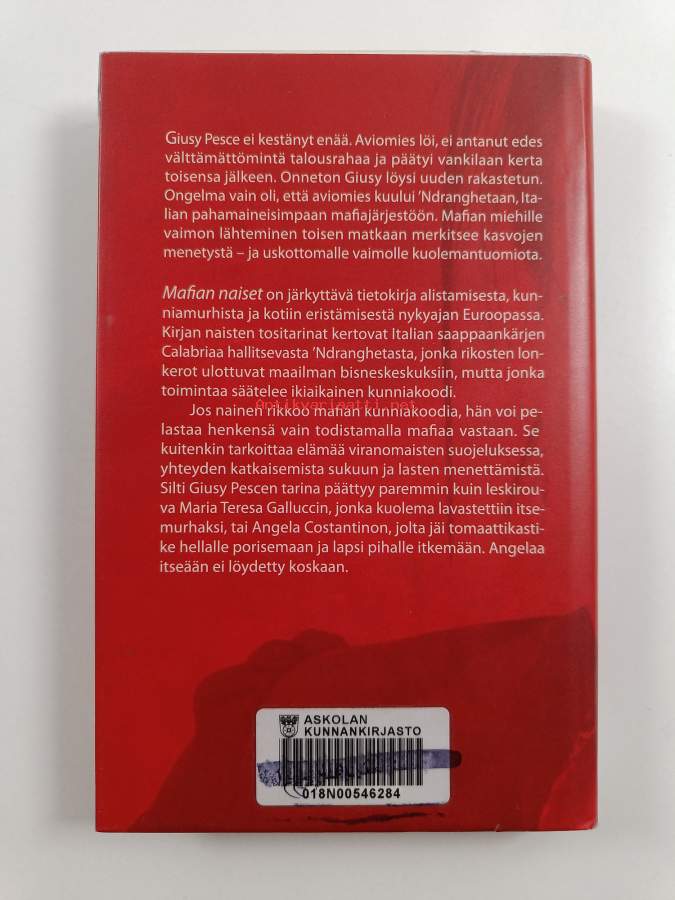 Giusy Pesce ei kestänyt enää. Aviomies löi, ei antanut edes
välttämättömintä talousrahaa ja päätyi vankilaan kerta
toisensa jälkeen. Onneton Giusy löysi uuden rakastetun.
Ongelma vain oli, että aviomies kuului 'Ndranghetaan, Ita-
lian pahamaineisimpaan mafiajärjestöön. Mafian miehille
vaimon lähteminen toisen matkaan merkitsee kasvojen
menetystä – ja uskottomalle vaimolle kuolemantuomiota.
Mafian naiset on järkyttävä tietokirja alistamisesta, kun-
niamurhista ja kotiin eristämisestä nykyajan Euroopassa.
Kirjan naisten tositarinat kertovat Italian saappaankärjen
Calabriaa hallitsevasta 'Ndranghetasta, jonka rikosten lon-
kerot ulottuvat maailman bisneskeskuksiin, mutta jonka
toimintaa säätelee ikiaikainen kunniakoodi.
Antikvariaatti.net
Jos nainen rikkoo mafian kunniakoodia, hän voi pe-
lastaa henkensä vain todistamalla mafiaa vastaan. Se
kuitenkin tarkoittaa elämää viranomaisten suojeluksessa,
yhteyden katkaisemista sukuun ja lasten menettämistä.
Silti Giusy Pescen tarina päättyy paremmin kuin leskirou-
va Maria Teresa Galluccin, jonka kuolema lavastettiin itse-
murhaksi, tai Angela Costantinon, jolta jäi tomaattikasti-
ke hellalle porisemaan ja lapsi pihalle itkemään. Angelaa
itseään ei löydetty koskaan.
ASKOLAN
KUNNANKIRJASTO
018N00546284